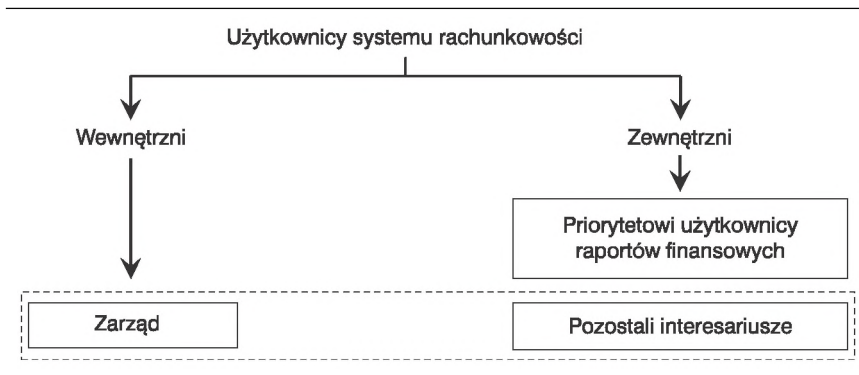 Użytkownicy systemu rachunkowości
Wewnętrzni
Zewnętrzni
Priorytetowi użytkownicy
raportów finansowych
Zarząd
Pozostali interesariusze